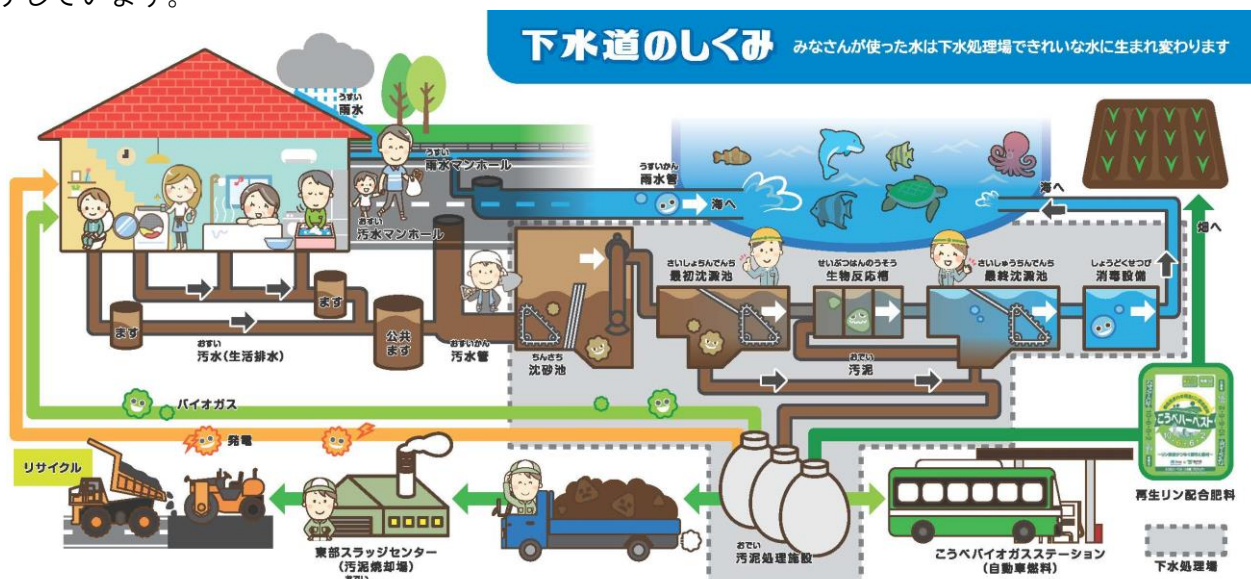 しています。
下水道のしくみ
みなさんが使った水は下水処理場できれいな水に生まれ変わります
うすい
雨水
うすい
雨水マンホール
うすいかん
雨水管
海へ
海へ
畑へ
おすい
汚水マンホール
さいしょちんでんち
最初沈澱池
せいぶつはんのうそう
生物反応槽
さいしゅうちんでんち
最終沈澱池
しょうどくせつび
消毒設備
ます
ます
公共
ます
おすい
汚水(生活排水)
おすいかん
汚水管
ちんさち
沈砂池
おでい
汚泥
バイオガス
発電
リサイクル
こうべハーベスト
再生リン配合肥料
東部スラッジセンター
(汚泥焼却場)
おでい
おでい
汚泥処理施設
こうべバイオガスステーション
(自動車燃料)
下水処理場